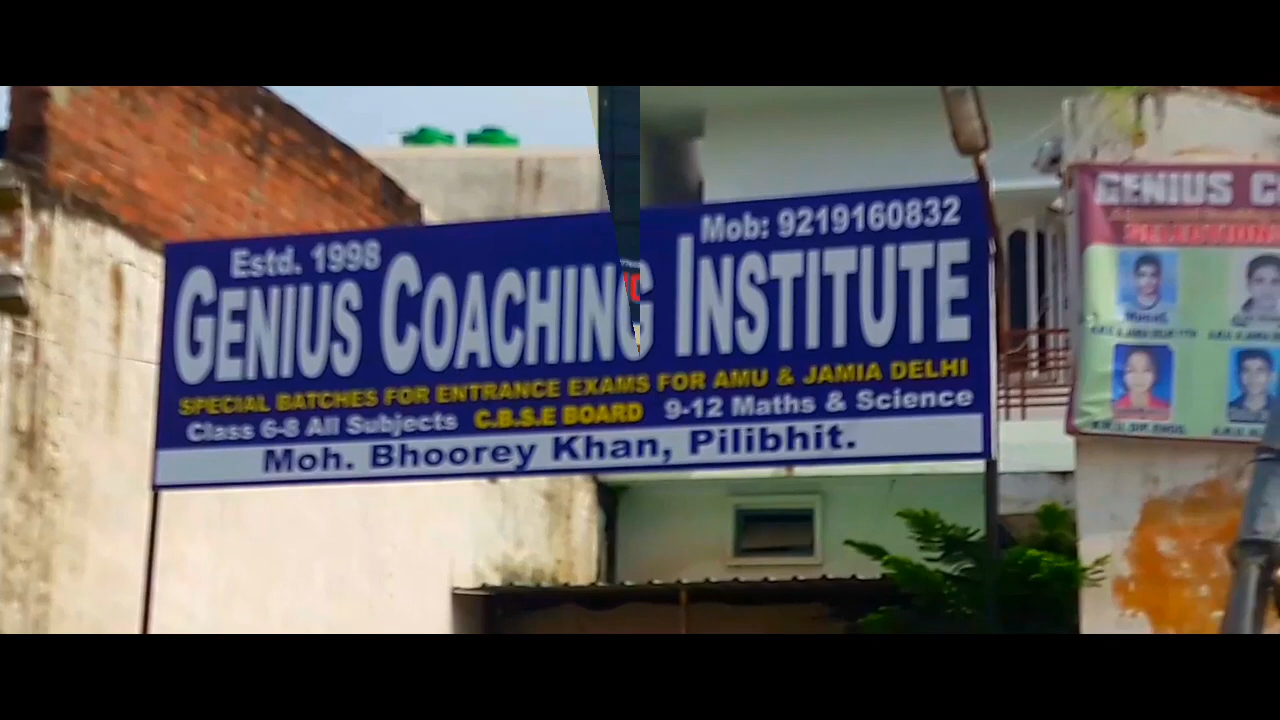 Estd. 1998
Mob: 9219160832
GENIUS COACHING INSTITUTE
SPECIAL BATCHES FOR ENTRANCE EXAMS FOR AMU & JAMIA DELHI
Class 6-8 All Subjects C.B.S.E BOARD 9-12 Maths & Science
Moh. Bhoorey Khan, Pilibhit.
GENIUS C